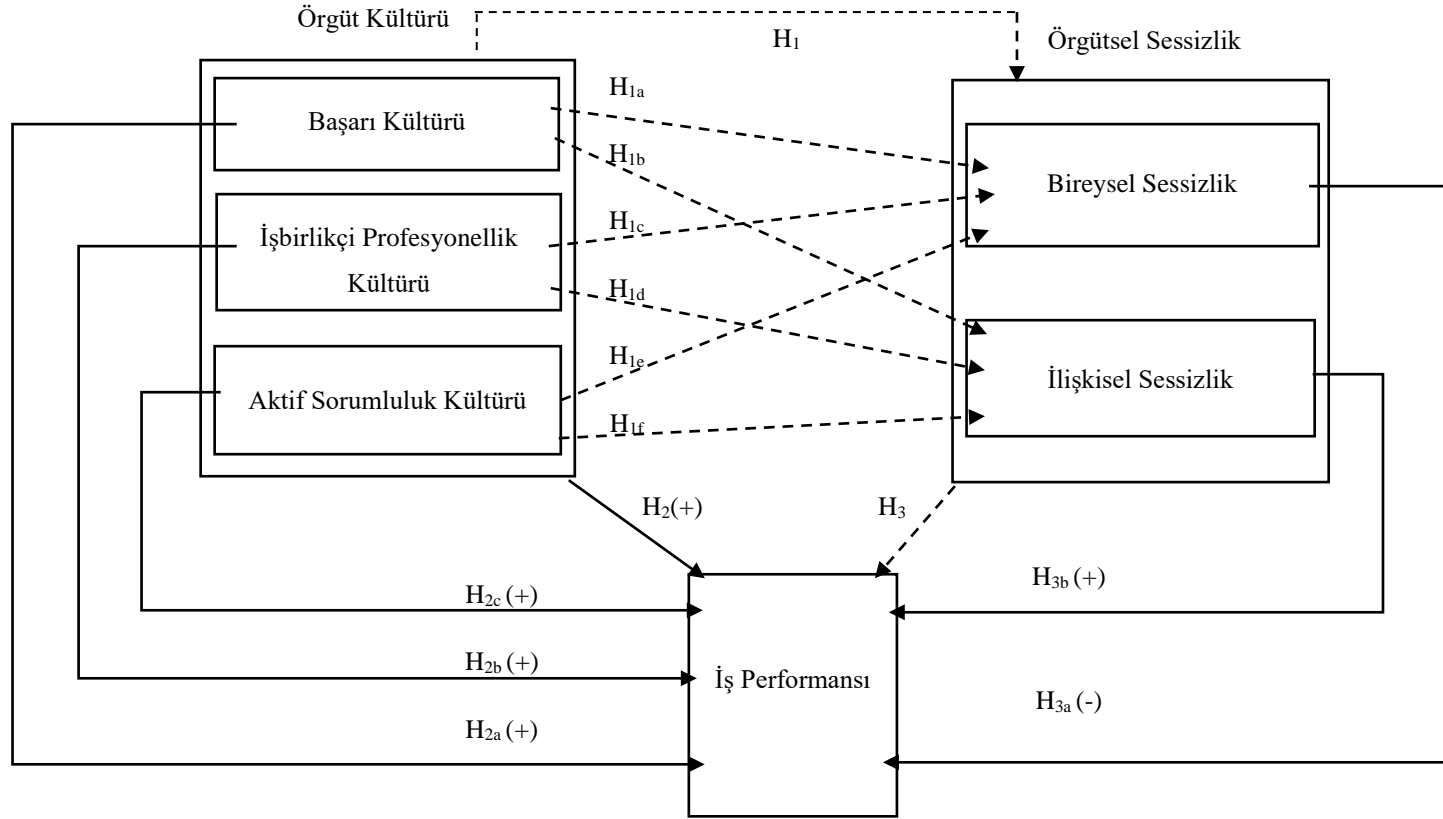 Örgüt Kültürü
H1
Örgütsel Sessizlik
H1a
Başarı Kültürü
H1b
Bireysel Sessizlik
İşbirlikçi Profesyonellik
Kültürü
H1c
H1d
H1e
İlişkisel Sessizlik
Aktif Sorumluluk Kültürü
H1f
H2(+)
H3
H3b (+)
H2c (+)
H2b (+)
İş Performansı
H3a (-)
H2a (+)